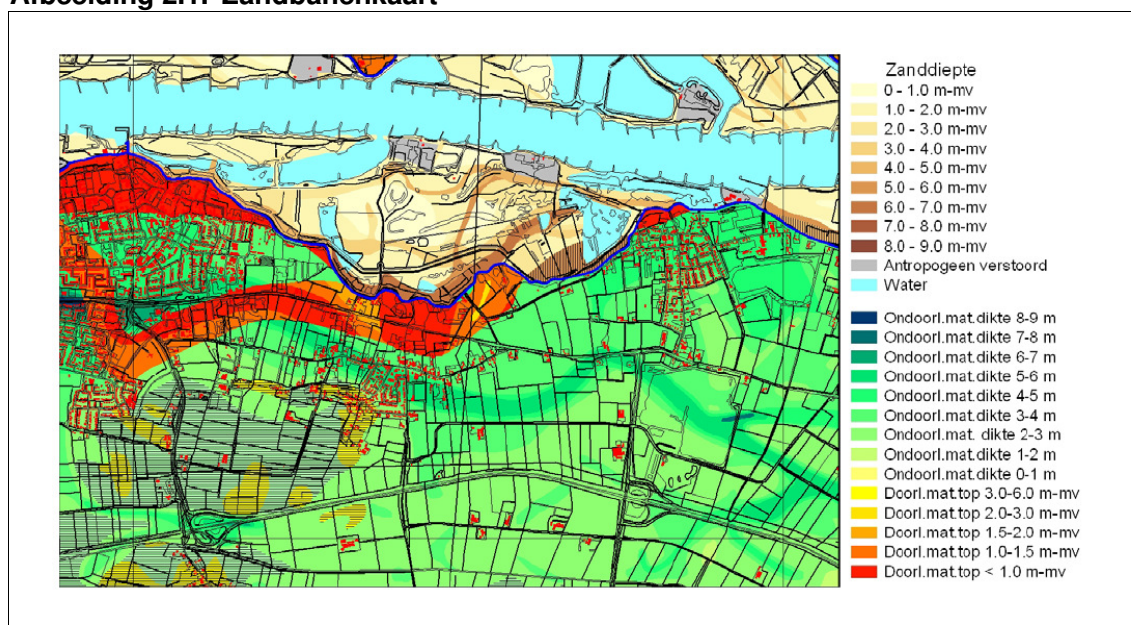 Afbeelding 2.1. Zandbanenkaart
Zanddiepte
0 - 1.0 m-mv
1.0 - 2.0 m-mv
2.0 - 3.0 m-mv
3.0 - 4.0 m-mv
4.0 - 5.0 m-mv
5.0 - 6.0 m-mv
6.0 - 7.0 m-mv
7.0 - 8.0 m-mv
8.0 - 9.0 m-mv
Antropogeen verstoord
Water
Ondoorl.mat.dikte 8-9 m
Ondoorl.mat.dikte 7-8 m
Ondoorl.mat.dikte 6-7 m
Ondoorl.mat.dikte 5-6 m
Ondoorl.mat.dikte 4-5 m
Ondoorl.mat.dikte 3-4 m
Ondoorl.mat. dikte 2-3 m
Ondoorl.mat.dikte 1-2 m
Ondoorl.mat.dikte 0-1 m
Doorl.mat.top 3.0-6.0 m-mv
Doorl.mat.top 2.0-3.0 m-mv
Doorl.mat.top 1.5-2.0 m-mv
Doorl.mat.top 1.0-1.5 m-mv
Doorl.mat.top < 1.0 m-mv